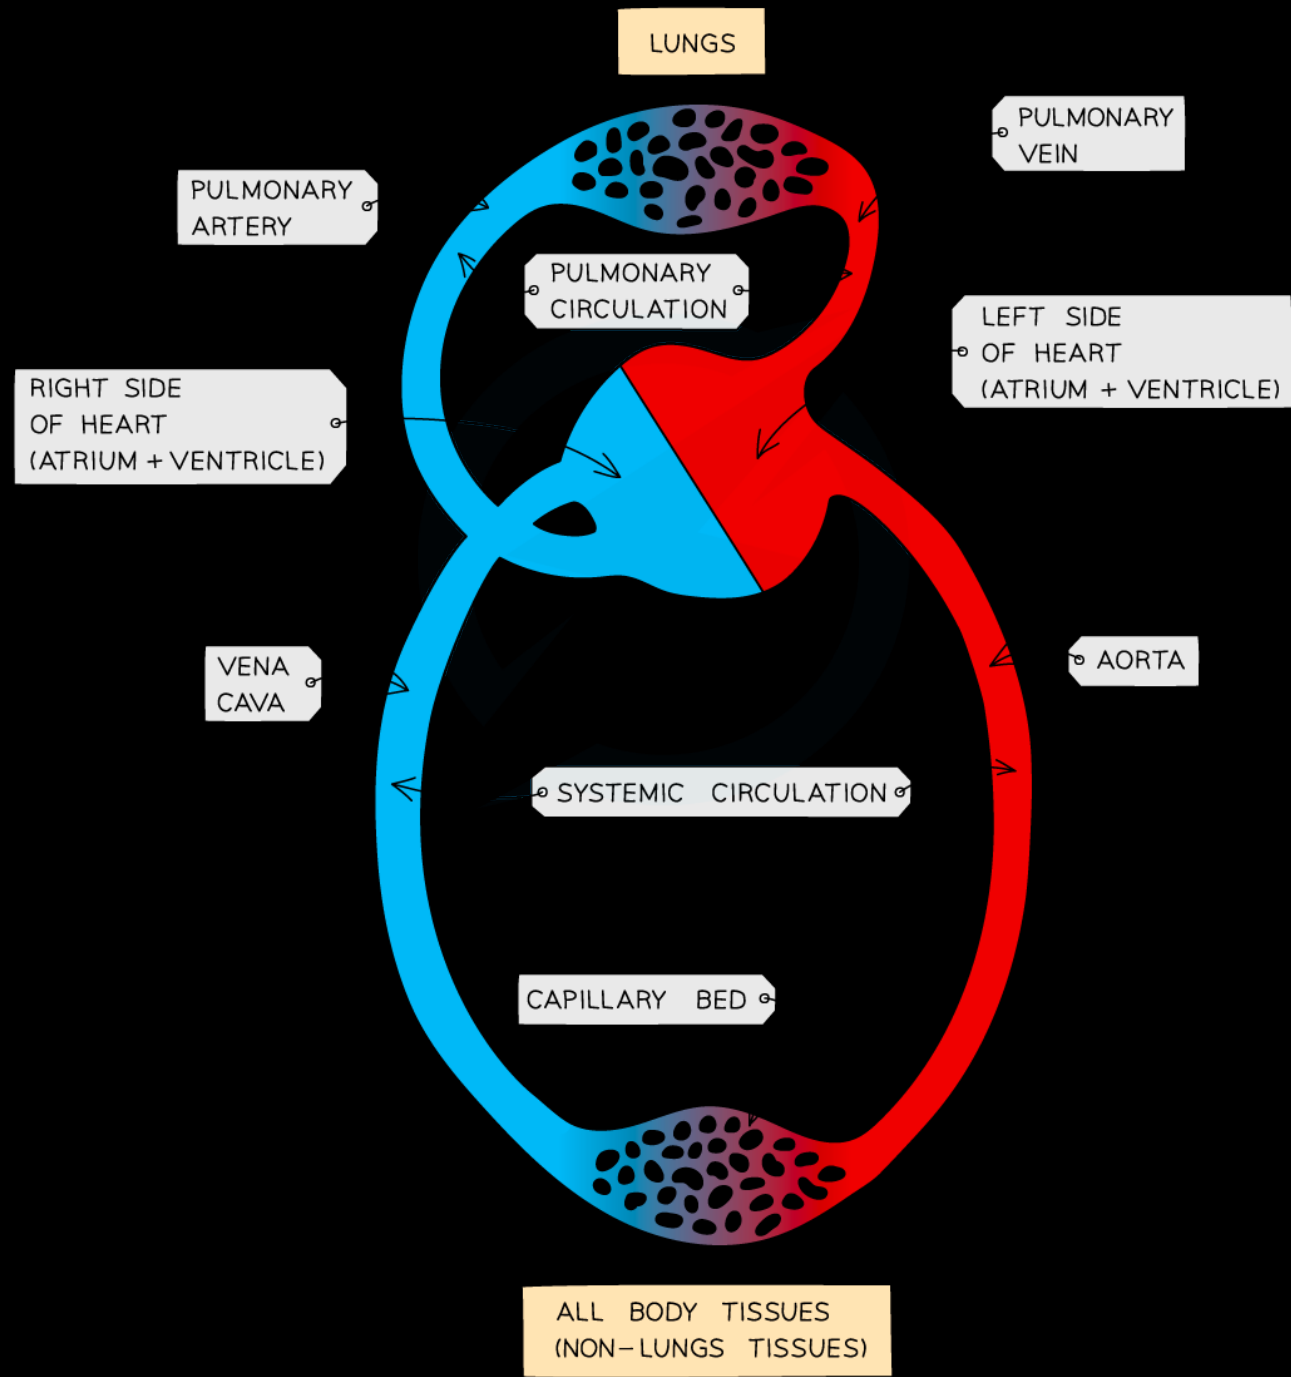 LUNGS
PULMONARY
VEIN
PULMONARY
ARTERY
PULMONARY
CIRCULATION
LEFT SIDE
OF HEART
(ATRIUM + VENTRICLE)
RIGHT SIDE
OF HEART
(ATRIUM + VENTRICLE)
VENA
CAVA
AORTA
SYSTEMIC CIRCULATION
CAPILLARY BED
ALL BODY TISSUES
(NON-LUNGS TISSUES)